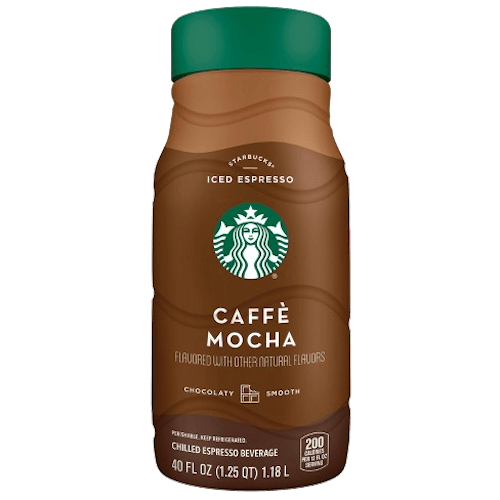 STARBUCKS®
ICED ESPRESSO
®
CAFFÈ
MOCHA
FLAVORED WITH OTHER NATURAL FLAVORS
CHOCOLATY SMOOTH
PERISHABLE. KEEP REFRIGERATED.
CHILLED ESPRESSO BEVERAGE
40 FL OZ (1.25 QT) 1.18 L
200
CALORIES
PER 12 FL OZ
SERVING